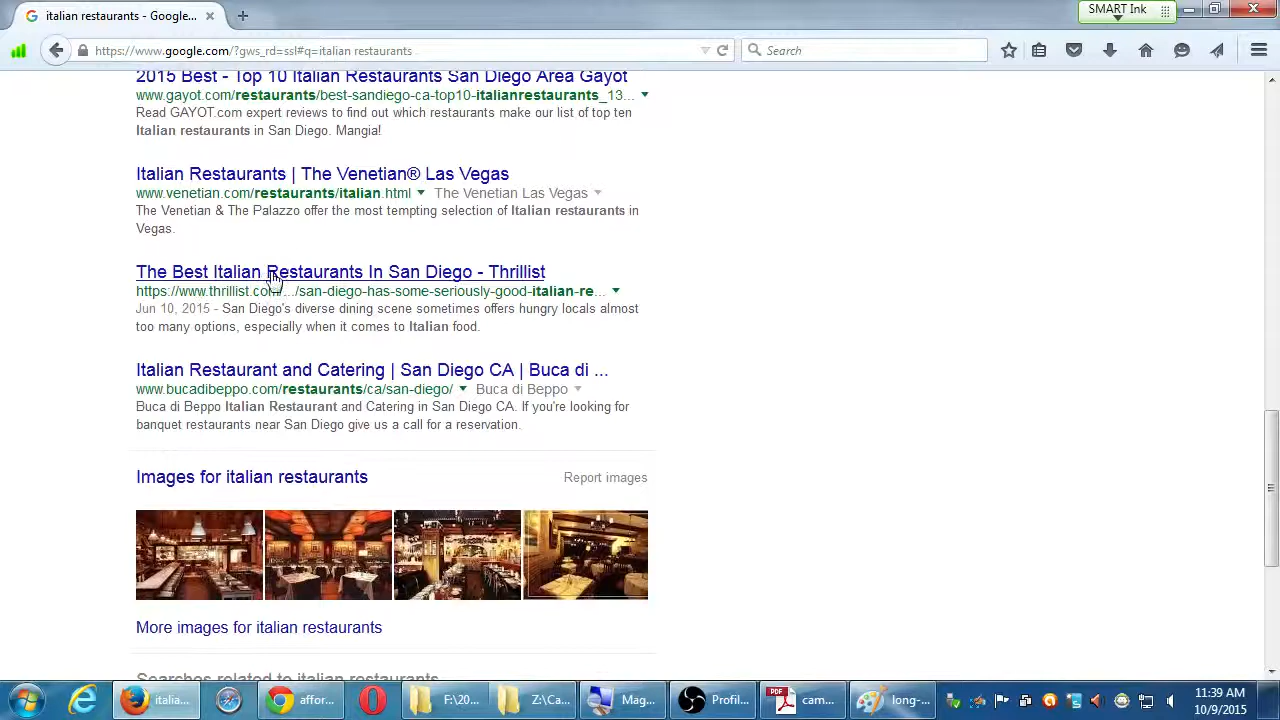 italian restaurants - Google...
SMART Ink
https://www.google.com/?gws_rd=ssl#q=italian restaurants
Search
2015 Best - Top 10 Italian Restaurants San Diego Area Gayot
www.gayot.com/restaurants/best-sandiego-ca-top10-italianrestaurants_13...
Read GAYOT.com expert reviews to find out which restaurants make our list of top ten
Italian restaurants in San Diego. Mangia!
Italian Restaurants | The Venetian® Las Vegas
www.venetian.com/restaurants/italian.html The Venetian Las Vegas
The Venetian & The Palazzo offer the most tempting selection of Italian restaurants in
Vegas.
The Best Italian Restaurants In San Diego - Thrillist
https://www.thrillist.com/.../san-diego-has-some-seriously-good-italian-re...
Jun 10, 2015 - San Diego's diverse dining scene sometimes offers hungry locals almost
too many options, especially when it comes to Italian food.
Italian Restaurant and Catering | San Diego CA | Buca di ...
www.bucadibeppo.com/restaurants/ca/san-diego/ Buca di Beppo
Buca di Beppo Italian Restaurant and Catering in San Diego CA. If you're looking for
banquet restaurants near San Diego give us a call for a reservation.
Images for italian restaurants
Report images
More images for italian restaurants
Searches related to italian restaurants
italia...
affor...
F:\20...
Z:\Ca...
Mag...
Profil...
PDF
cam...
long-...
11:39 AM
10/9/2015